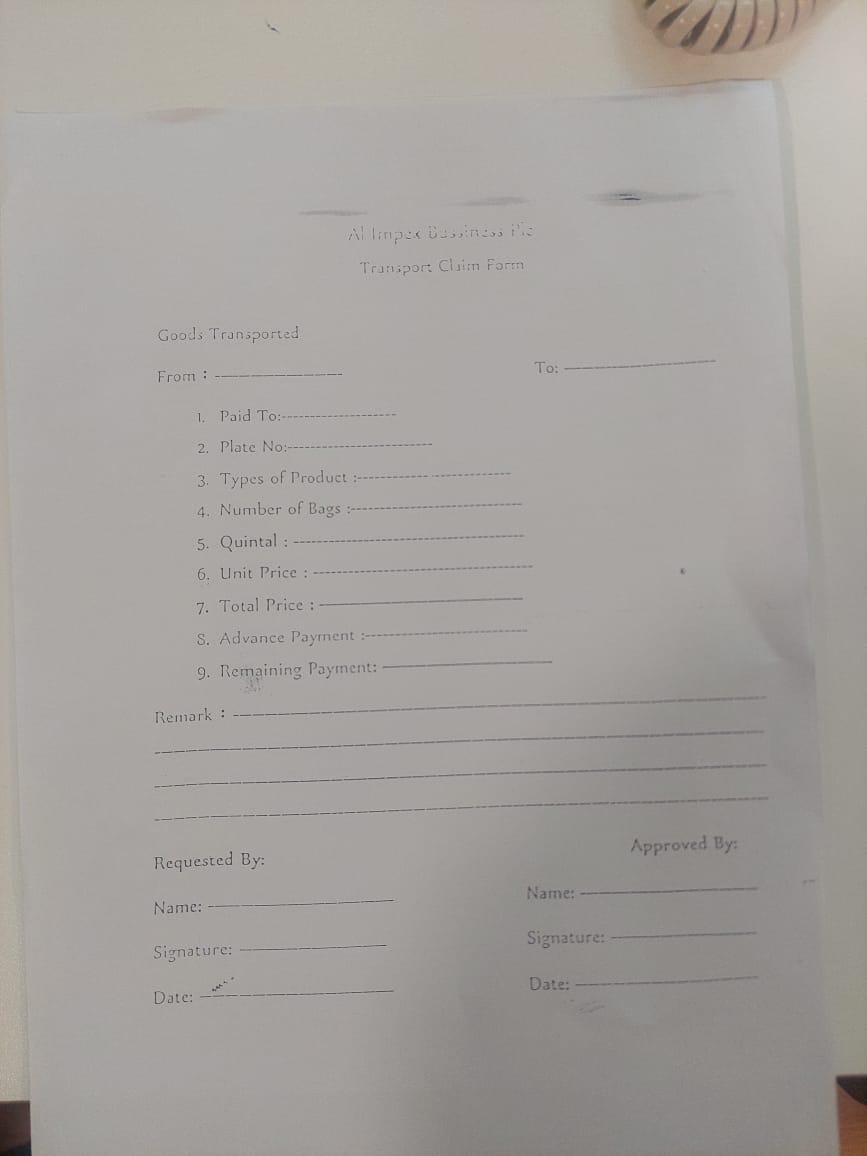 Al Impex Bussiness Plc
Transport Claim Form
Goods Transported
From : ---------------- To: ----------------
1. Paid To:--------------------
2. Plate No:-------------------------
3. Types of Product :---------------------------
4. Number of Bags :------------------------------
5. Quintal : ----------------------------------------
6. Unit Price : --------------------------------------
7. Total Price : --------------------------
8. Advance Payment :----------------------------
9. Remaining Payment: ----------------------
Remark : ----------------------------------------------------------------
--------------------------------------------------------------------------------
--------------------------------------------------------------------------------
--------------------------------------------------------------------------------
Requested By: Approved By:
Name: ------------------------ Name: ----------------------
Signature: ------------------- Signature: ------------------
Date: ------------------------- Date: -----------------------